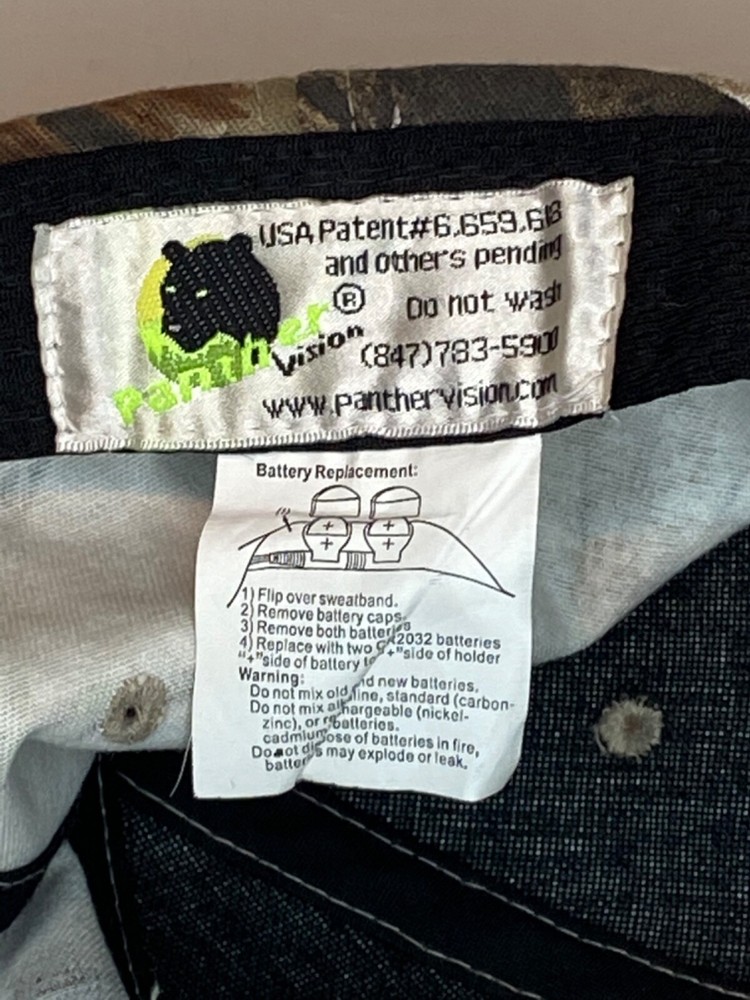 USA Patent#6,659,618
and others pending
Panther Vision ®
Do not wash
(847)783-5900
www.panthervision.com
Battery Replacement:
+ +
+ +
1) Flip over sweatband.
2) Remove battery caps.
3) Remove both batteries
4) Replace with two CR2032 batteries
"+"side of battery to "+"side of holder
Warning:
Do not mix old and new batteries.
Do not mix alkaline, standard (carbon-
zinc), or rechargeable (nickel-
cadmium) batteries.
Do not dispose of batteries in fire,
batteries may explode or leak.